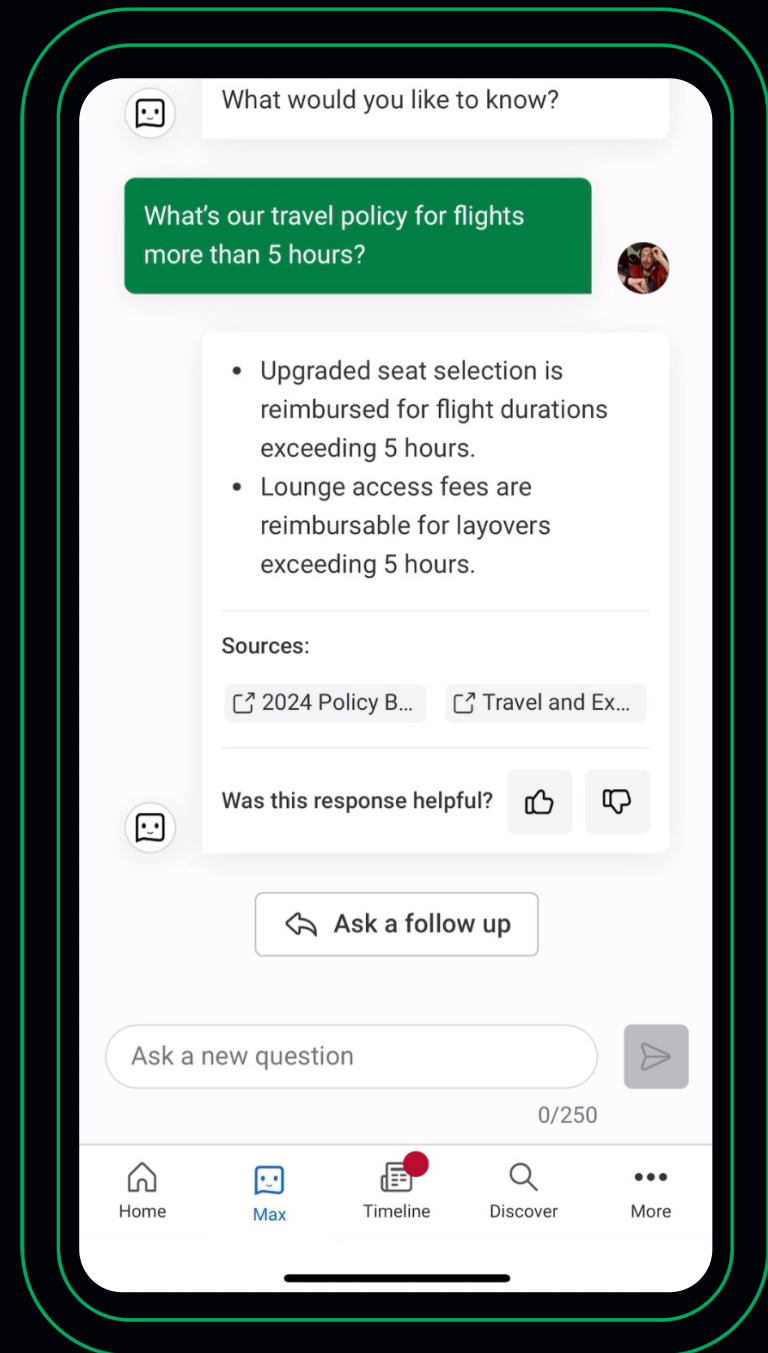 What would you like to know?
What’s our travel policy for flights
more than 5 hours?
• Upgraded seat selection is
reimbursed for flight durations
exceeding 5 hours.
• Lounge access fees are
reimbursable for layovers
exceeding 5 hours.
Sources:
2024 Policy B... Travel and Ex...
Was this response helpful?
Ask a follow up
Ask a new question
0/250
Home Max Timeline Discover More